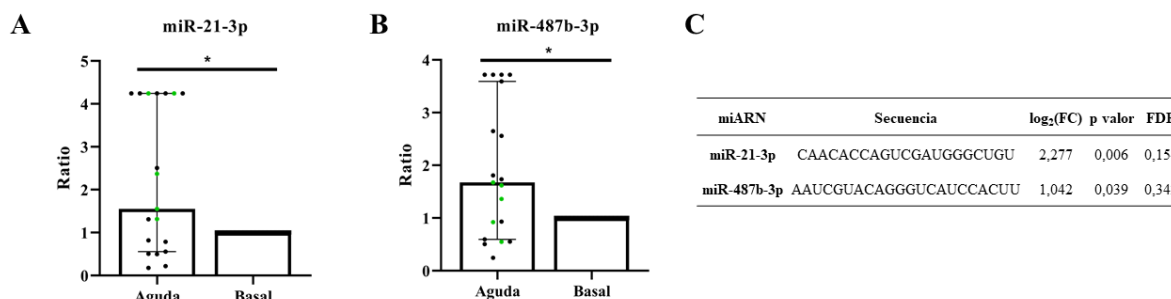 A
miR-21-3p
*
5
4
3
2
1
0
Ratio
Aguda Basal
B
miR-487b-3p
*
4
3
2
1
0
Ratio
Aguda Basal
C
miARN Secuencia log₂(FC) p valor FDR
miR-21-3p CAACACCAGUCGAUGGGCUGU 2,277 0,006 0,15
miR-487b-3p AAUCGUACAGGGUCAUCCACUU 1,042 0,039 0,34